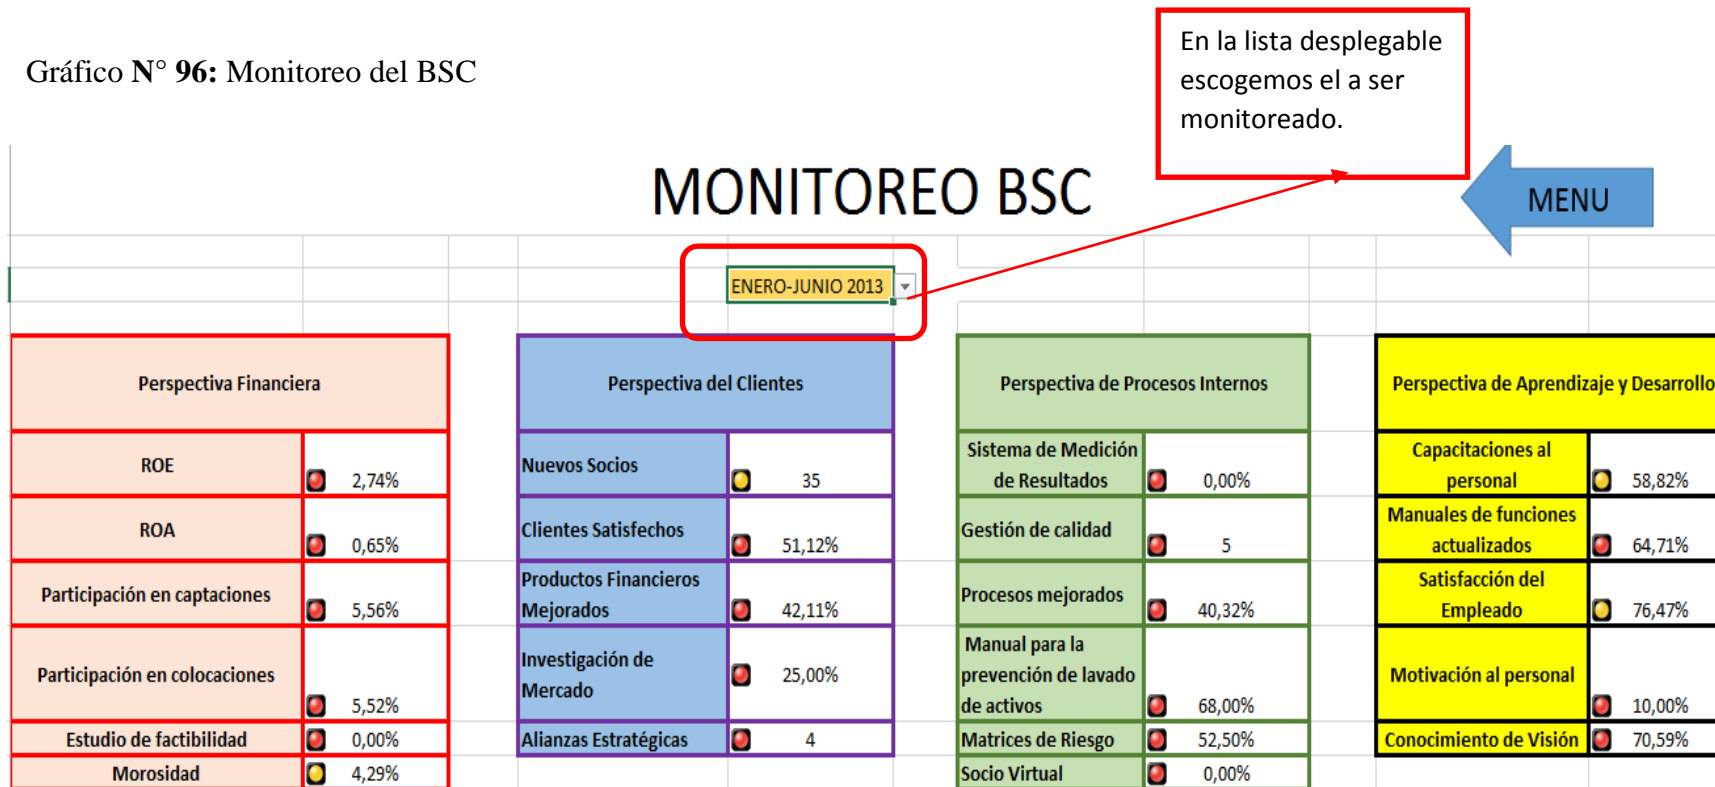 En la lista desplegable
escogemos el a ser
monitoreado.
Gráfico N° 96: Monitoreo del BSC
MONITOREO BSC
MENU
ENERO-JUNIO 2013
Perspectiva Financiera
ROE 2,74%
ROA 0,65%
Participación en captaciones 5,56%
Participación en colocaciones 5,52%
Estudio de factibilidad 0,00%
Morosidad 4,29%
Perspectiva del Clientes
Nuevos Socios 35
Clientes Satisfechos 51,12%
Productos Financieros
Mejorados 42,11%
Investigación de
Mercado 25,00%
Alianzas Estratégicas 4
Perspectiva de Procesos Internos
Sistema de Medición
de Resultados 0,00%
Gestión de calidad 5
Procesos mejorados 40,32%
Manual para la
prevención de lavado
de activos 68,00%
Matrices de Riesgo 52,50%
Socio Virtual 0,00%
Perspectiva de Aprendizaje y Desarrollo
Capacitaciones al
personal 58,82%
Manuales de funciones
actualizados 64,71%
Satisfacción del
Empleado 76,47%
Motivación al personal 10,00%
Conocimiento de Visión 70,59%